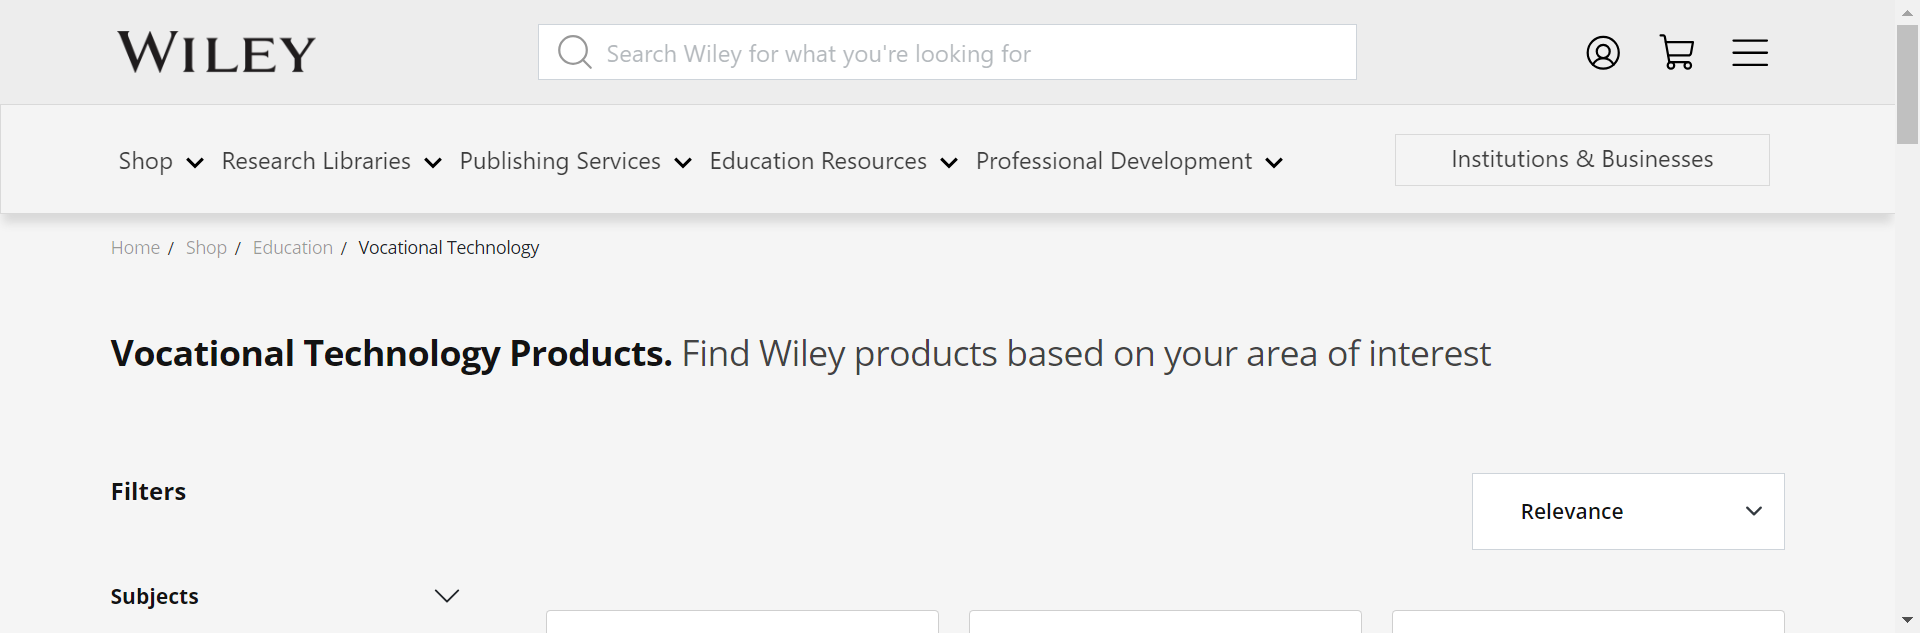 WILEY
Search Wiley for what you're looking for
Shop Research Libraries Publishing Services Education Resources Professional Development Institutions & Businesses
Home / Shop / Education / Vocational Technology
Vocational Technology Products. Find Wiley products based on your area of interest
Filters
Relevance
Subjects